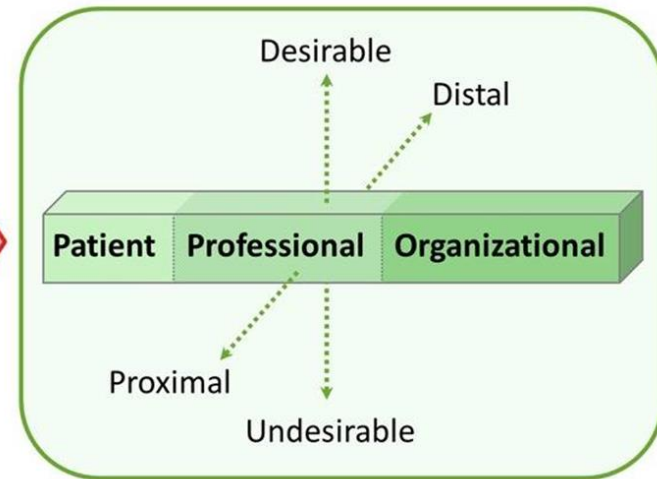 Desirable
Distal
Patient Professional Organizational
Proximal
Undesirable